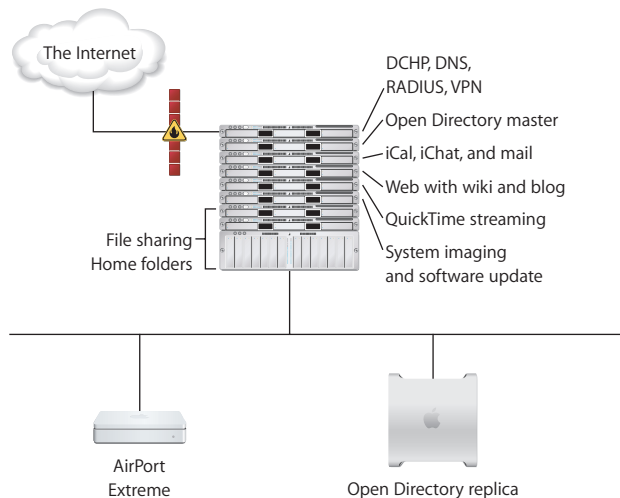 The Internet
DCHP, DNS,
RADIUS, VPN
Open Directory master
iCal, iChat, and mail
Web with wiki and blog
QuickTime streaming
System imaging
and software update
File sharing
Home folders
AirPort
Extreme
Open Directory replica